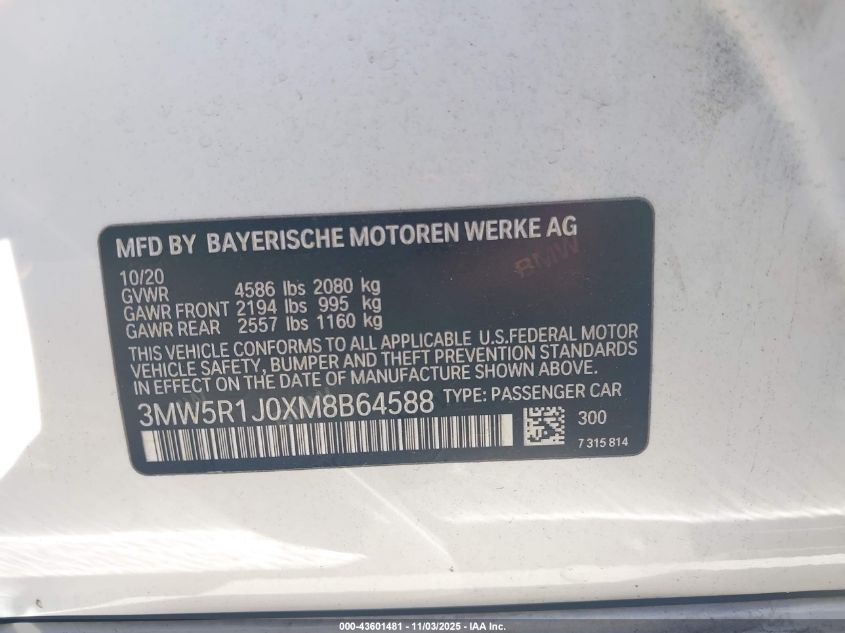 MFD BY BAYERISCHE MOTOREN WERKE AG
BMW
10/20
GVWR 4586 lbs 2080 kg
GAWR FRONT 2194 lbs 995 kg
GAWR REAR 2557 lbs 1160 kg
THIS VEHICLE CONFORMS TO ALL APPLICABLE U.S.FEDERAL MOTOR
VEHICLE SAFETY, BUMPER AND THEFT PREVENTION STANDARDS
IN EFFECT ON THE DATE OF MANUFACTURE SHOWN ABOVE.
3MW5R1J0XM8B64588 TYPE: PASSENGER CAR
300
7 315 814
000-43601481 - 11/03/2025 - IAA Inc.